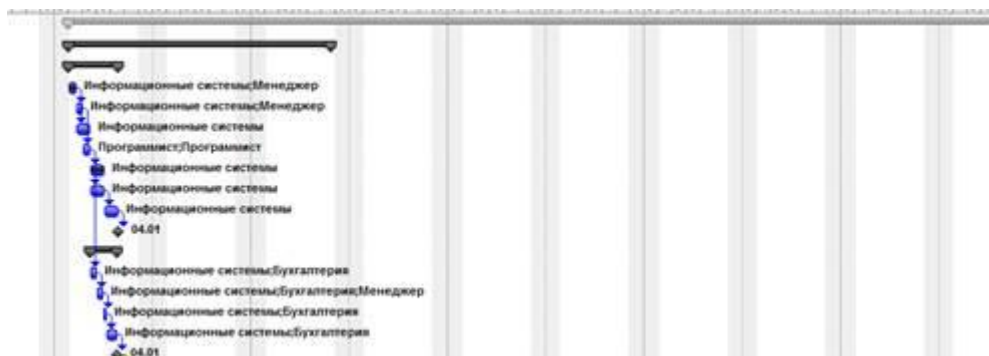 Информационные системы;Менеджер
Информационные системы;Менеджер
Информационные системы
Программист;Программист
Информационные системы
Информационные системы
Информационные системы
04.01
Информационные системы;Бухгалтерия
Информационные системы;Бухгалтерия;Менеджер
Информационные системы;Бухгалтерия
Информационные системы;Бухгалтерия
04.01